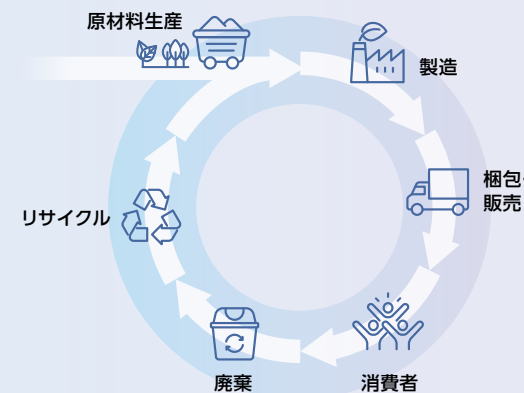 原材料生産
製造
梱包・
販売
消費者
廃棄
リサイクル